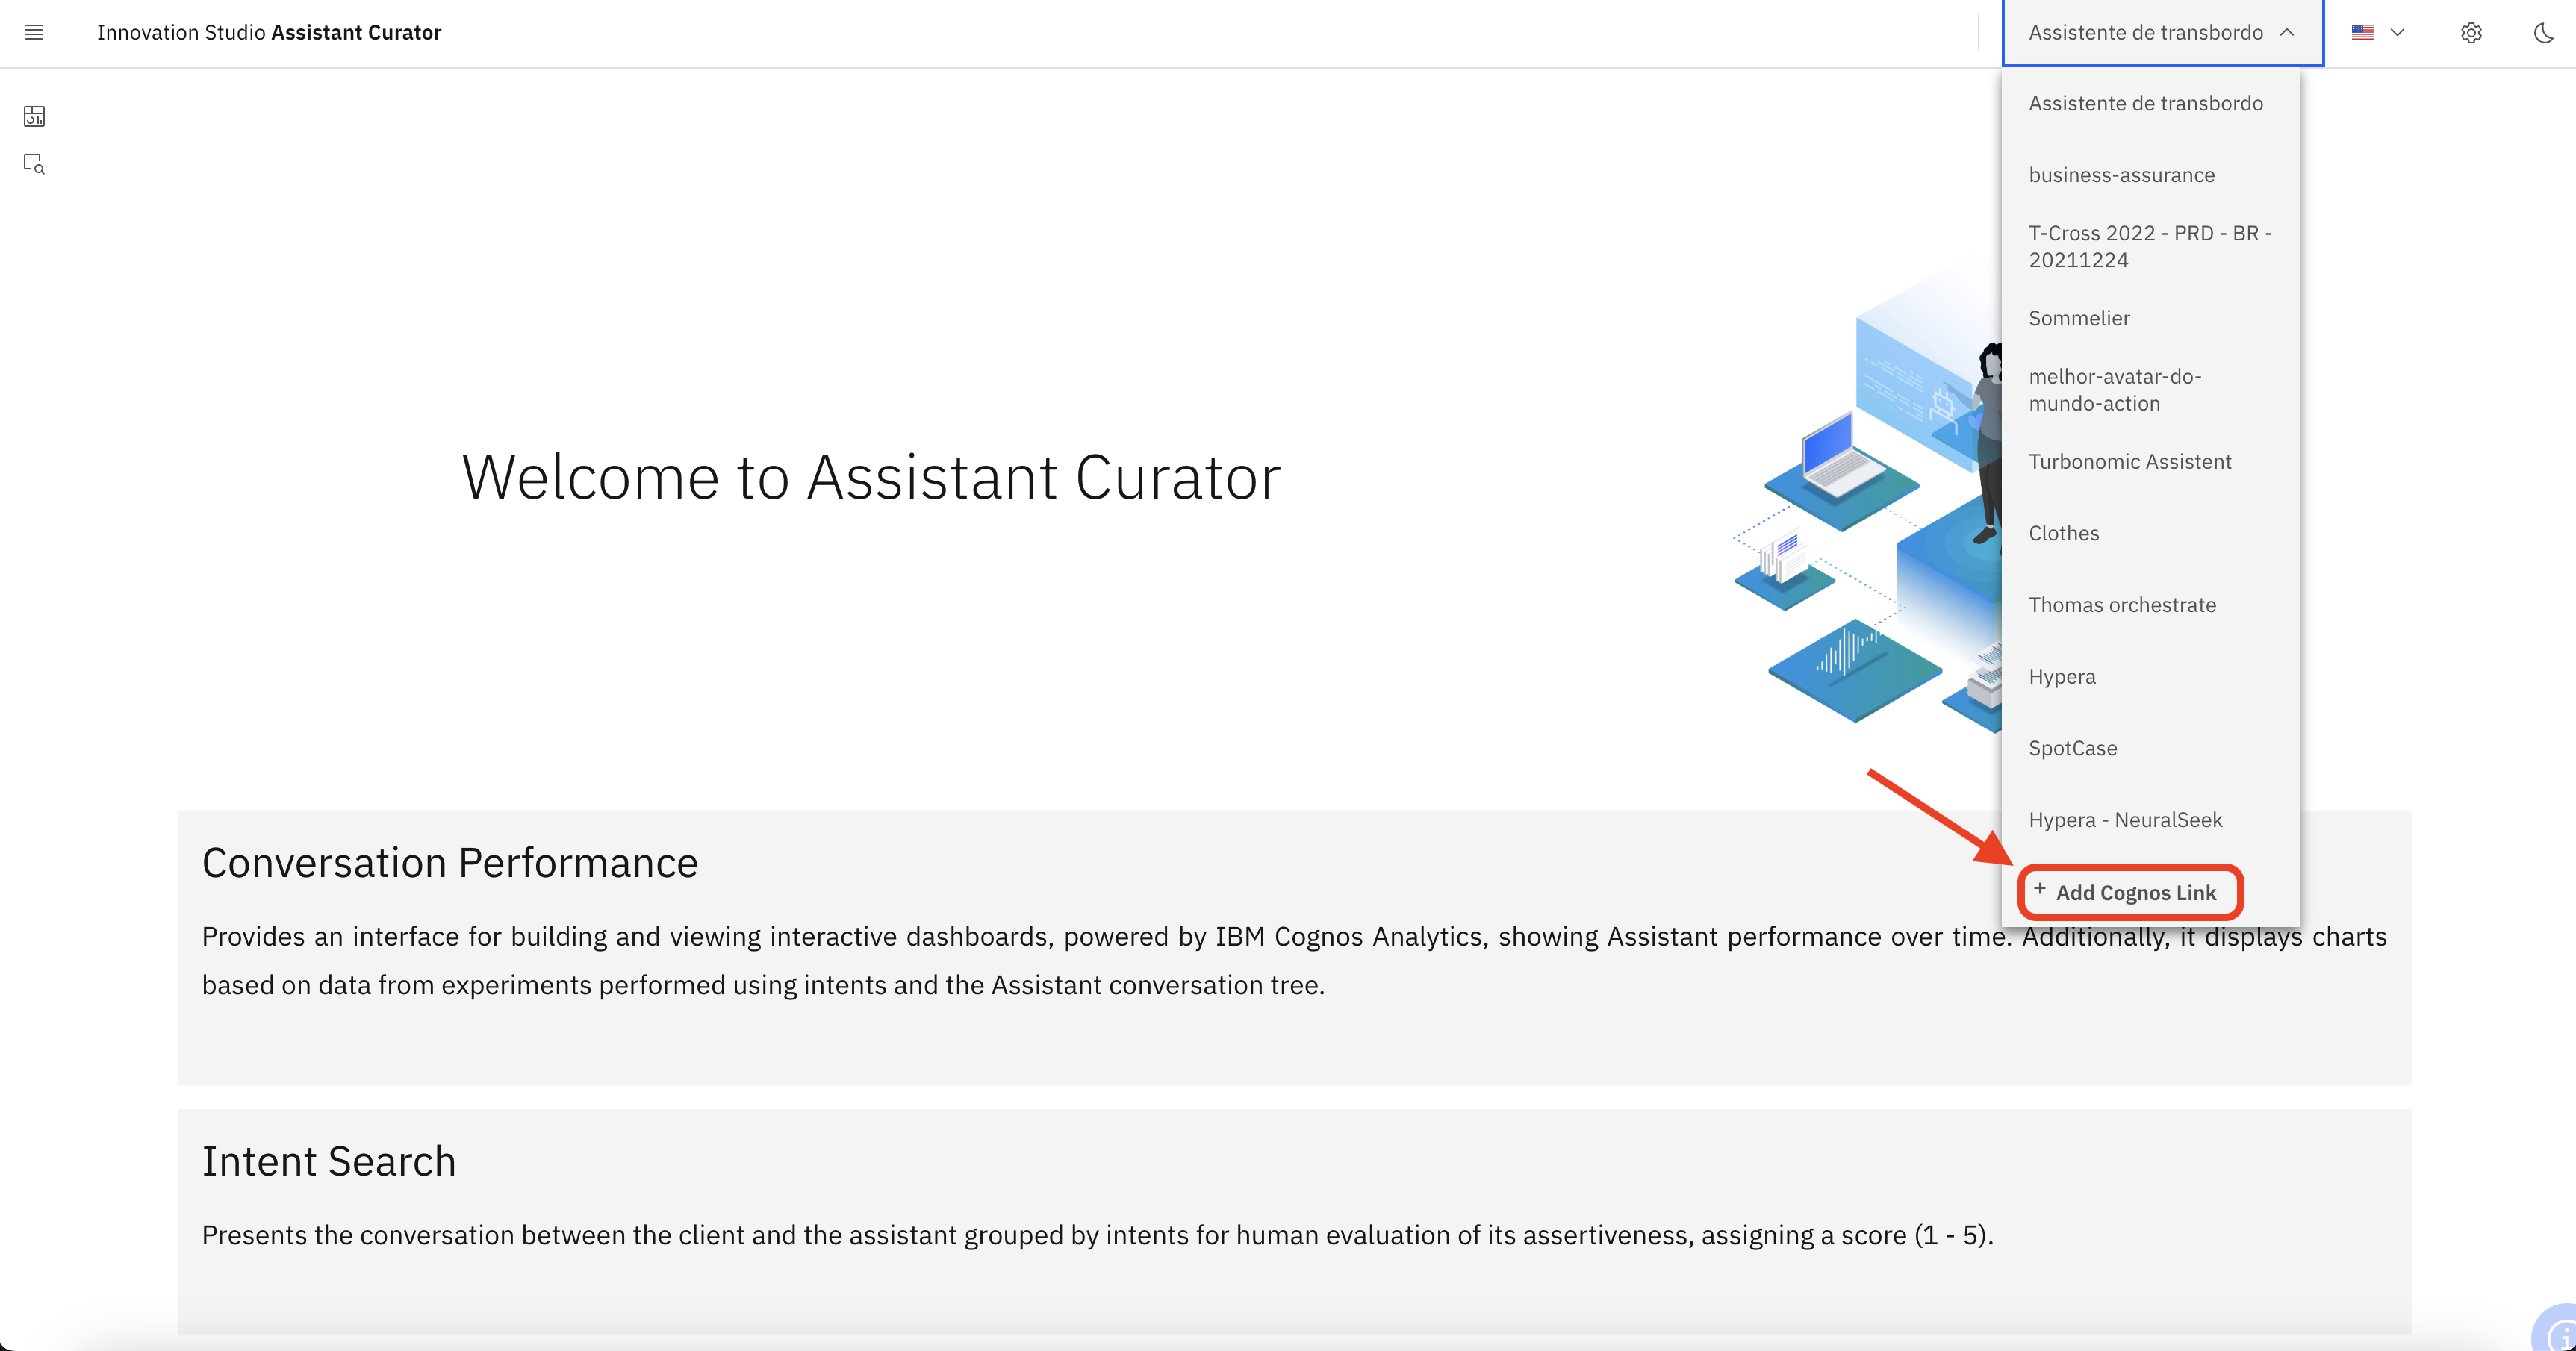 Innovation Studio Assistant Curator
Assistente de transbordo
Assistente de transbordo
business-assurance
T-Cross 2022 - PRD - BR -
20211224
Sommelier
melhor-avatar-do-
mundo-action
Turbonomic Assistent
Clothes
Thomas orchestrate
Hypera
SpotCase
Hypera - NeuralSeek
+ Add Cognos Link
Welcome to Assistant Curator
Conversation Performance
Provides an interface for building and viewing interactive dashboards, powered by IBM Cognos Analytics, showing Assistant performance over time. Additionally, it displays charts
based on data from experiments performed using intents and the Assistant conversation tree.
Intent Search
Presents the conversation between the client and the assistant grouped by intents for human evaluation of its assertiveness, assigning a score (1 - 5).